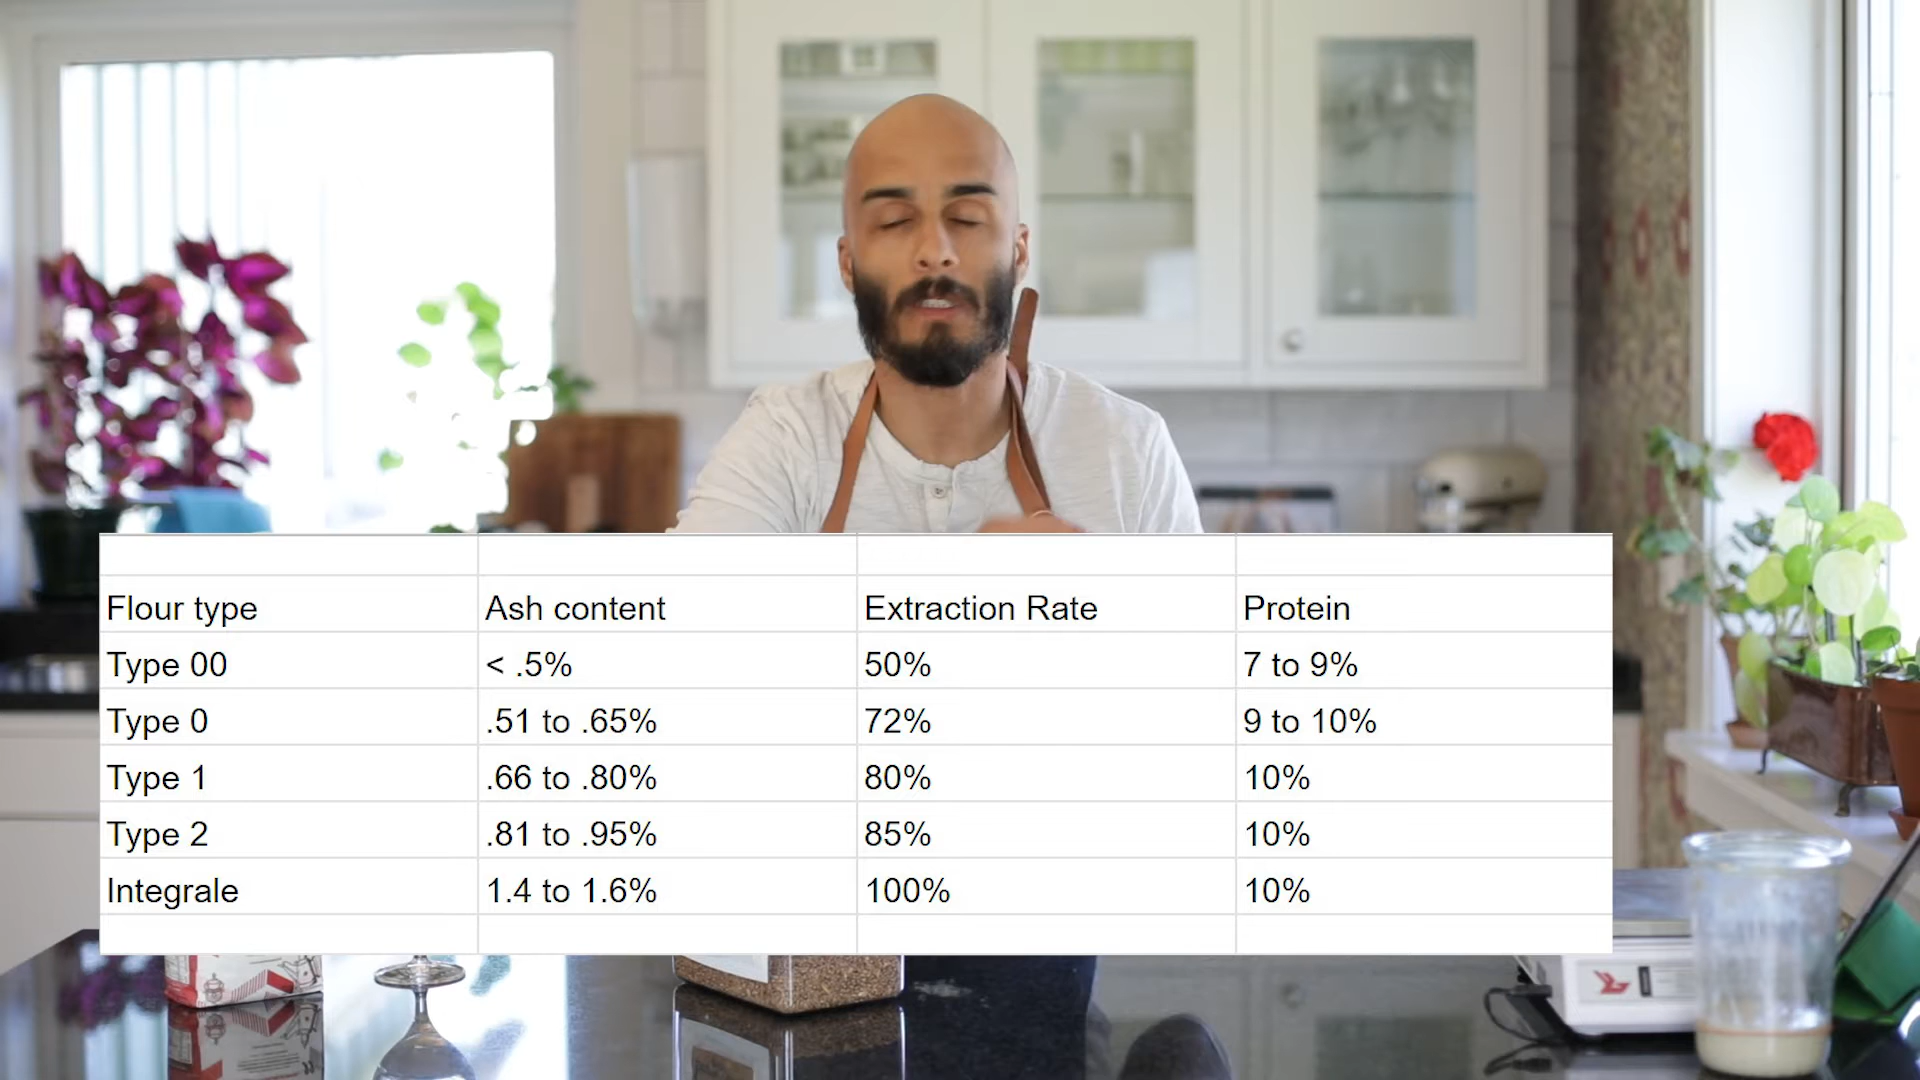 Flour type Ash content Extraction Rate Protein
Type 00 < .5% 50% 7 to 9%
Type 0 .51 to .65% 72% 9 to 10%
Type 1 .66 to .80% 80% 10%
Type 2 .81 to .95% 85% 10%
Integrale 1.4 to 1.6% 100% 10%